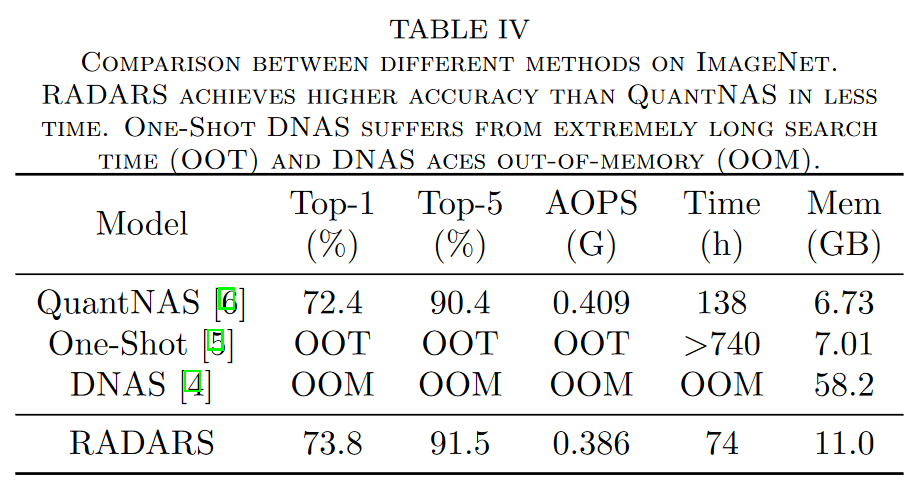 TABLE IV
COMPARISON BETWEEN DIFFERENT METHODS ON IMAGENET.
RADARS ACHIEVES HIGHER ACCURACY THAN QUANTNAS IN LESS
TIME. ONE-SHOT DNAS SUFFERS FROM EXTREMELY LONG SEARCH
TIME (OOT) AND DNAS ACES OUT-OF-MEMORY (OOM).
Model Top-1 (%) Top-5 (%) AOPS (G) Time (h) Mem (GB)
QuantNAS [6] 72.4 90.4 0.409 138 6.73
One-Shot [5] OOT OOT OOT >740 7.01
DNAS [4] OOM OOM OOM OOM 58.2
RADARS 73.8 91.5 0.386 74 11.0